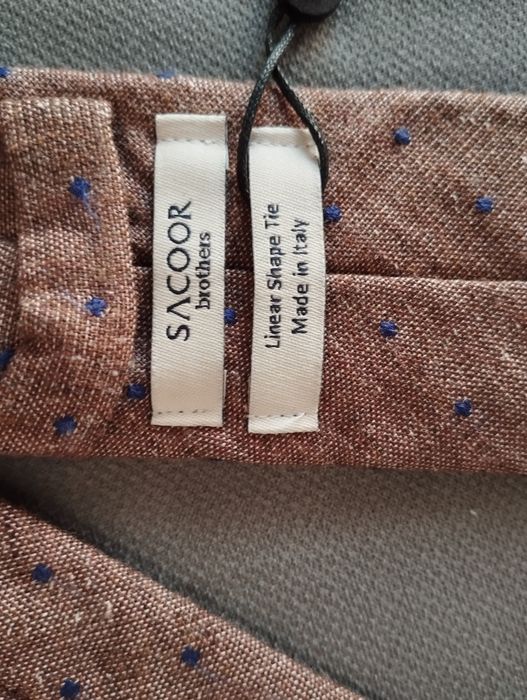 SACOOR
brothers
Linear Shape Tie
Made in Italy